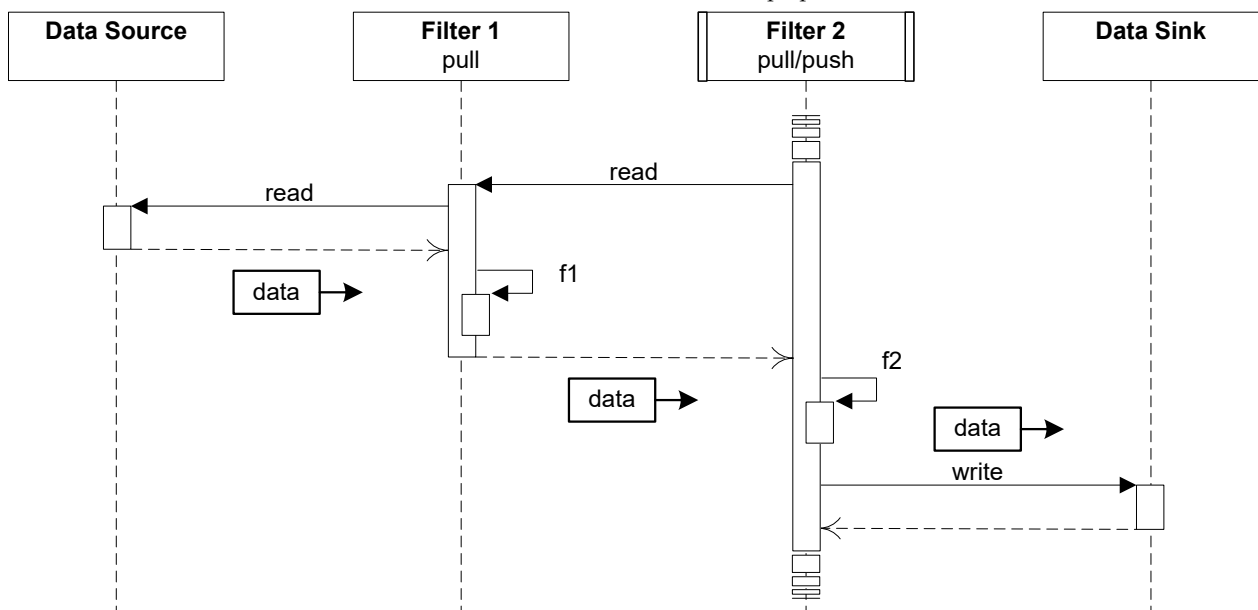 Data Source
Filter 1
pull
Filter 2
pull/push
Data Sink
read
read
data
f1
data
f2
data
write